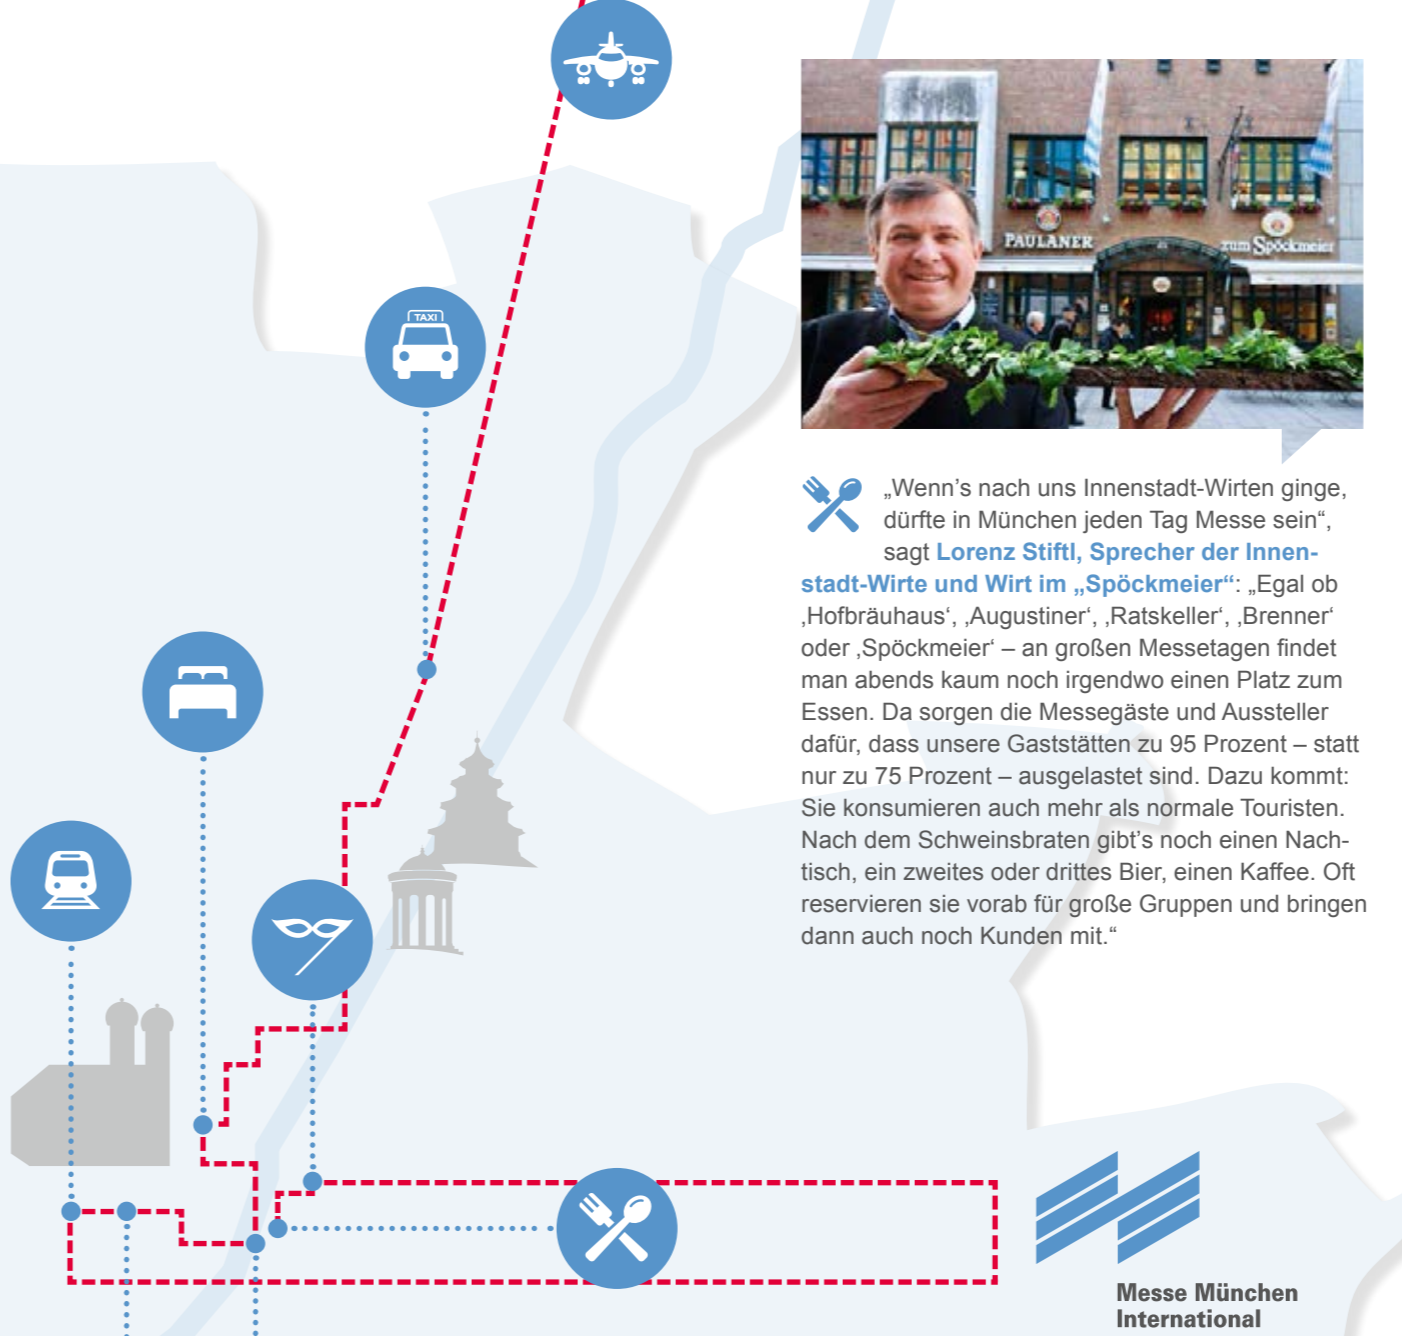 TAXI
PAULANER
zum Spöckmeier
„Wenn’s nach uns Innenstadt-Wirten ginge,
dürfte in München jeden Tag Messe sein“,
sagt Lorenz Stiftl, Sprecher der Innen-
stadt-Wirte und Wirt im „Spöckmeier“: „Egal ob
‚Hofbräuhaus‘, ‚Augustiner‘, ‚Ratskeller‘, ‚Brenner‘
oder ‚Spöckmeier‘ – an großen Messetagen findet
man abends kaum noch irgendwo einen Platz zum
Essen. Da sorgen die Messegäste und Aussteller
dafür, dass unsere Gaststätten zu 95 Prozent – statt
nur zu 75 Prozent – ausgelastet sind. Dazu kommt:
Sie konsumieren auch mehr als normale Touristen.
Nach dem Schweinsbraten gibt’s noch einen Nach-
tisch, ein zweites oder drittes Bier, einen Kaffee. Oft
reservieren sie vorab für große Gruppen und bringen
dann auch noch Kunden mit.“
Messe München
International